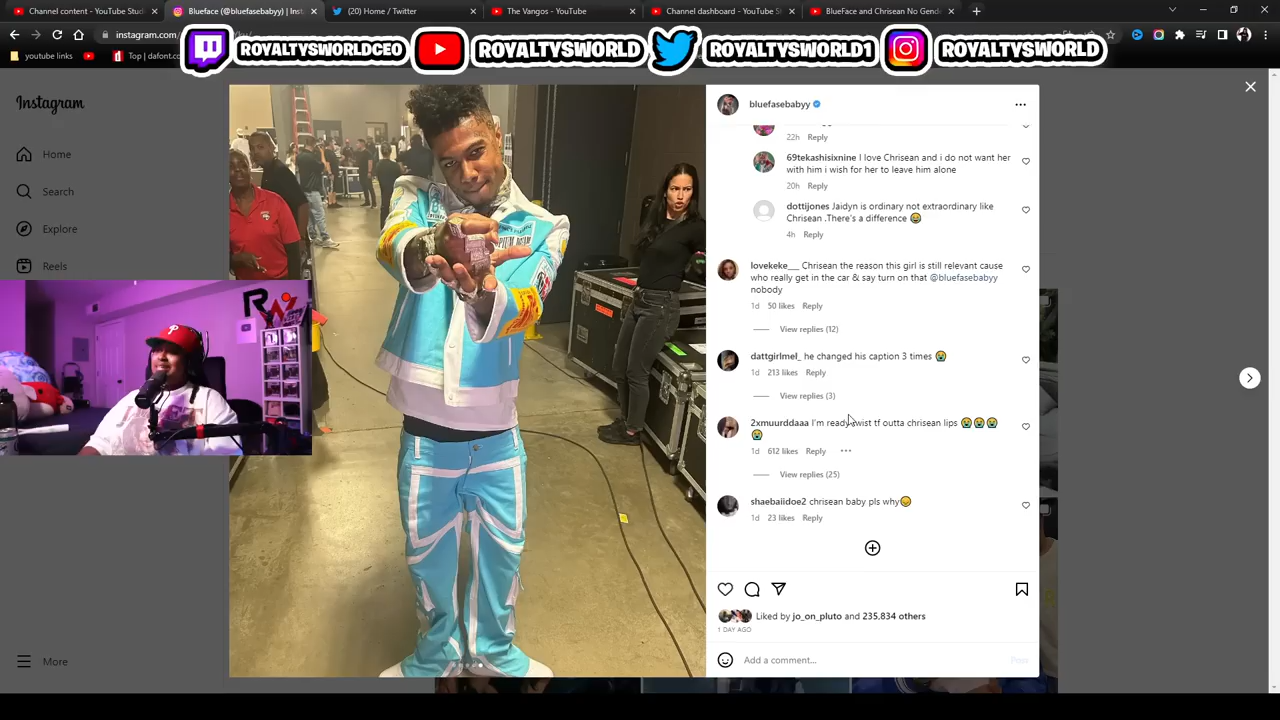 Channel content - YouTube Studio
Blueface (@bluefasebabyy) | Inst
(20) Home / Twitter
The Vangos - YouTube
Channel dashboard - YouTube St
BlueFace and Chrisean No Gende
instagram.com
youtube links
Top | dafont.c
ROYALTYSWORLDCEO
ROYALTYSWORLD
ROYALTYSWORLD1
ROYALTYSWORLD
Instagram
Home
Search
Explore
Reels
More
bluefasebabyy
22h Reply
69tekashisixnine I love Chrisean and i do not want her
with him i wish for her to leave him alone
20h Reply
dottijones Jaidyn is ordinary not extraordinary like
Chrisean .There's a difference 😂
4h Reply
lovekeke___ Chrisean the reason this girl is still relevant cause
who really get in the car & say turn on that @bluefasebabyy
nobody
1d 50 likes Reply
View replies (12)
dattgirlmel_ he changed his caption 3 times 😭
1d 213 likes Reply
View replies (3)
2xmuurddaaa I'm ready twist tf outta chrisean lips 😭😭😭
😭
1d 612 likes Reply
View replies (25)
shaebaiidoe2 chrisean baby pls why😞
1d 23 likes Reply
Liked by jo_on_pluto and 235,834 others
1 DAY AGO
Add a comment...
Post